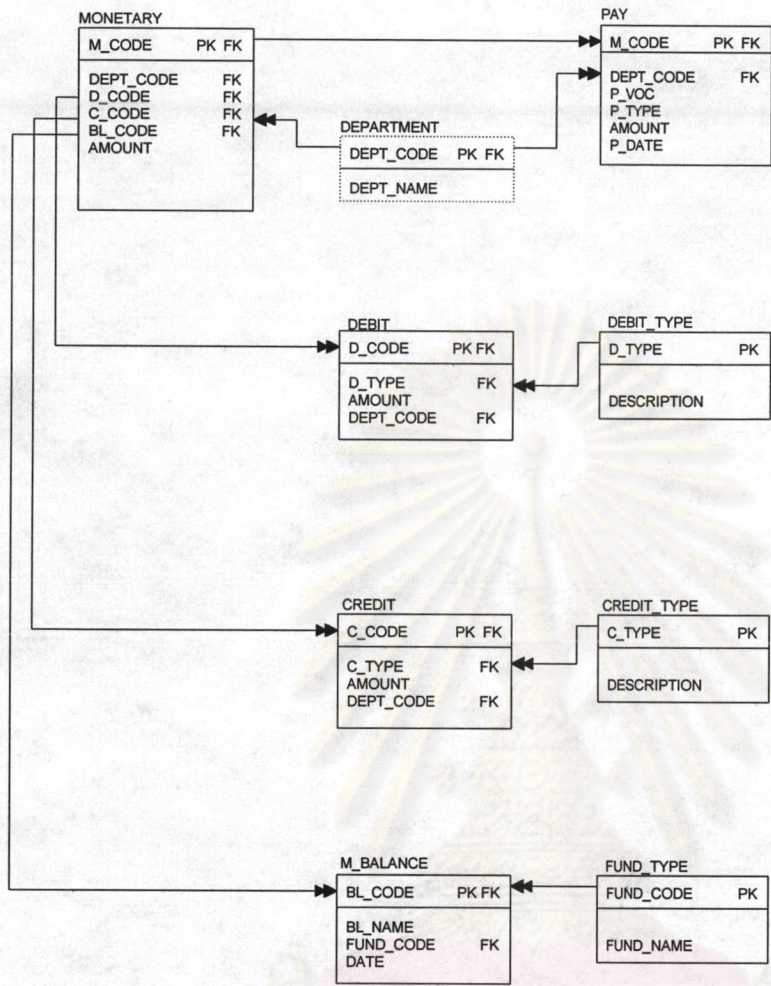 MONETARY
M_CODE PK FK
DEPT_CODE FK
D_CODE FK
C_CODE FK
BL_CODE FK
AMOUNT
PAY
M_CODE PK FK
DEPT_CODE FK
P_VOC
P_TYPE
AMOUNT
P_DATE
DEPARTMENT
DEPT_CODE PK FK
DEPT_NAME
DEBIT
D_CODE PK FK
D_TYPE FK
AMOUNT
DEPT_CODE FK
DEBIT_TYPE
D_TYPE PK
DESCRIPTION
CREDIT
C_CODE PK FK
C_TYPE FK
AMOUNT
DEPT_CODE FK
CREDIT_TYPE
C_TYPE PK
DESCRIPTION
M_BALANCE
BL_CODE PK FK
BL_NAME
FUND_CODE FK
DATE
FUND_TYPE
FUND_CODE PK
FUND_NAME